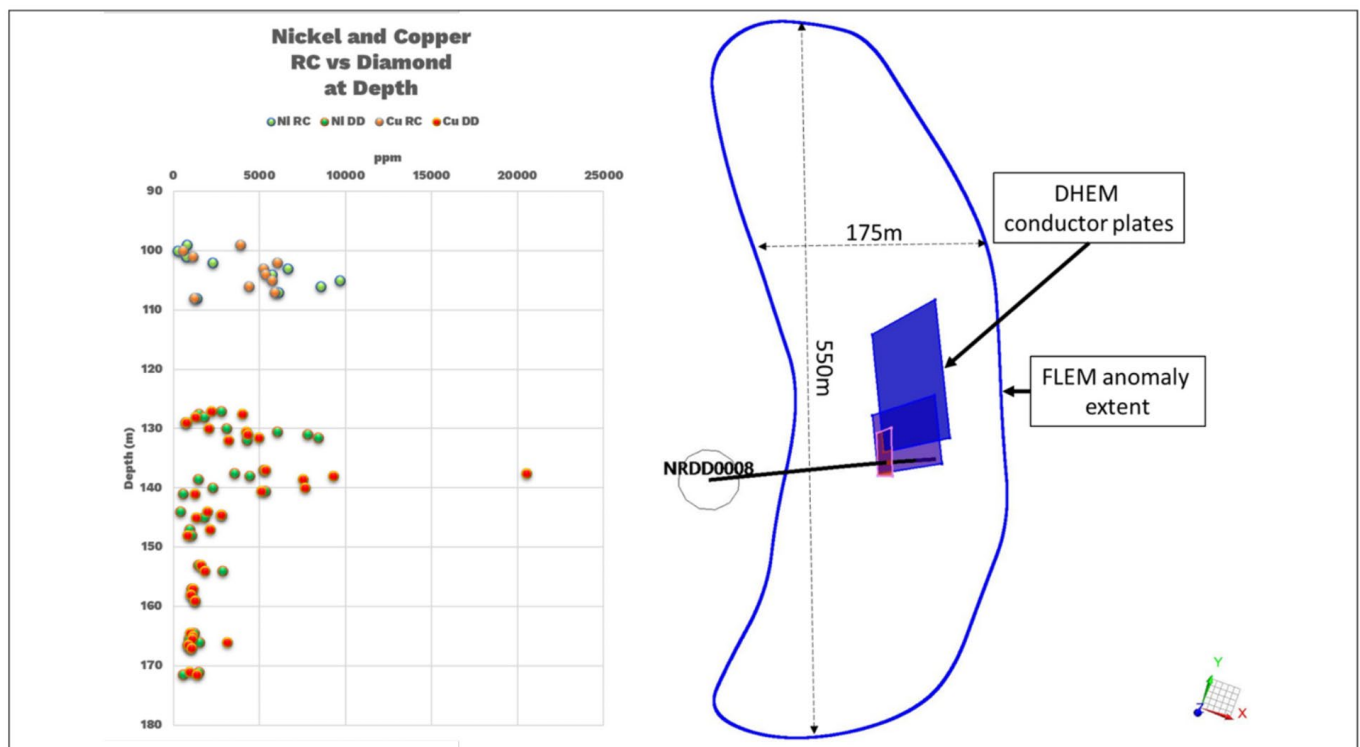 Nickel and Copper
RC vs Diamond
at Depth
Ni RC Ni DD Cu RC Cu DD
ppm
0 5000 10000 15000 20000 25000
90
100
110
120
130
140
150
160
170
180
Depth (m)
175m
550m
DHEM
conductor plates
FLEM anomaly
extent
NRDD0008
Y
X